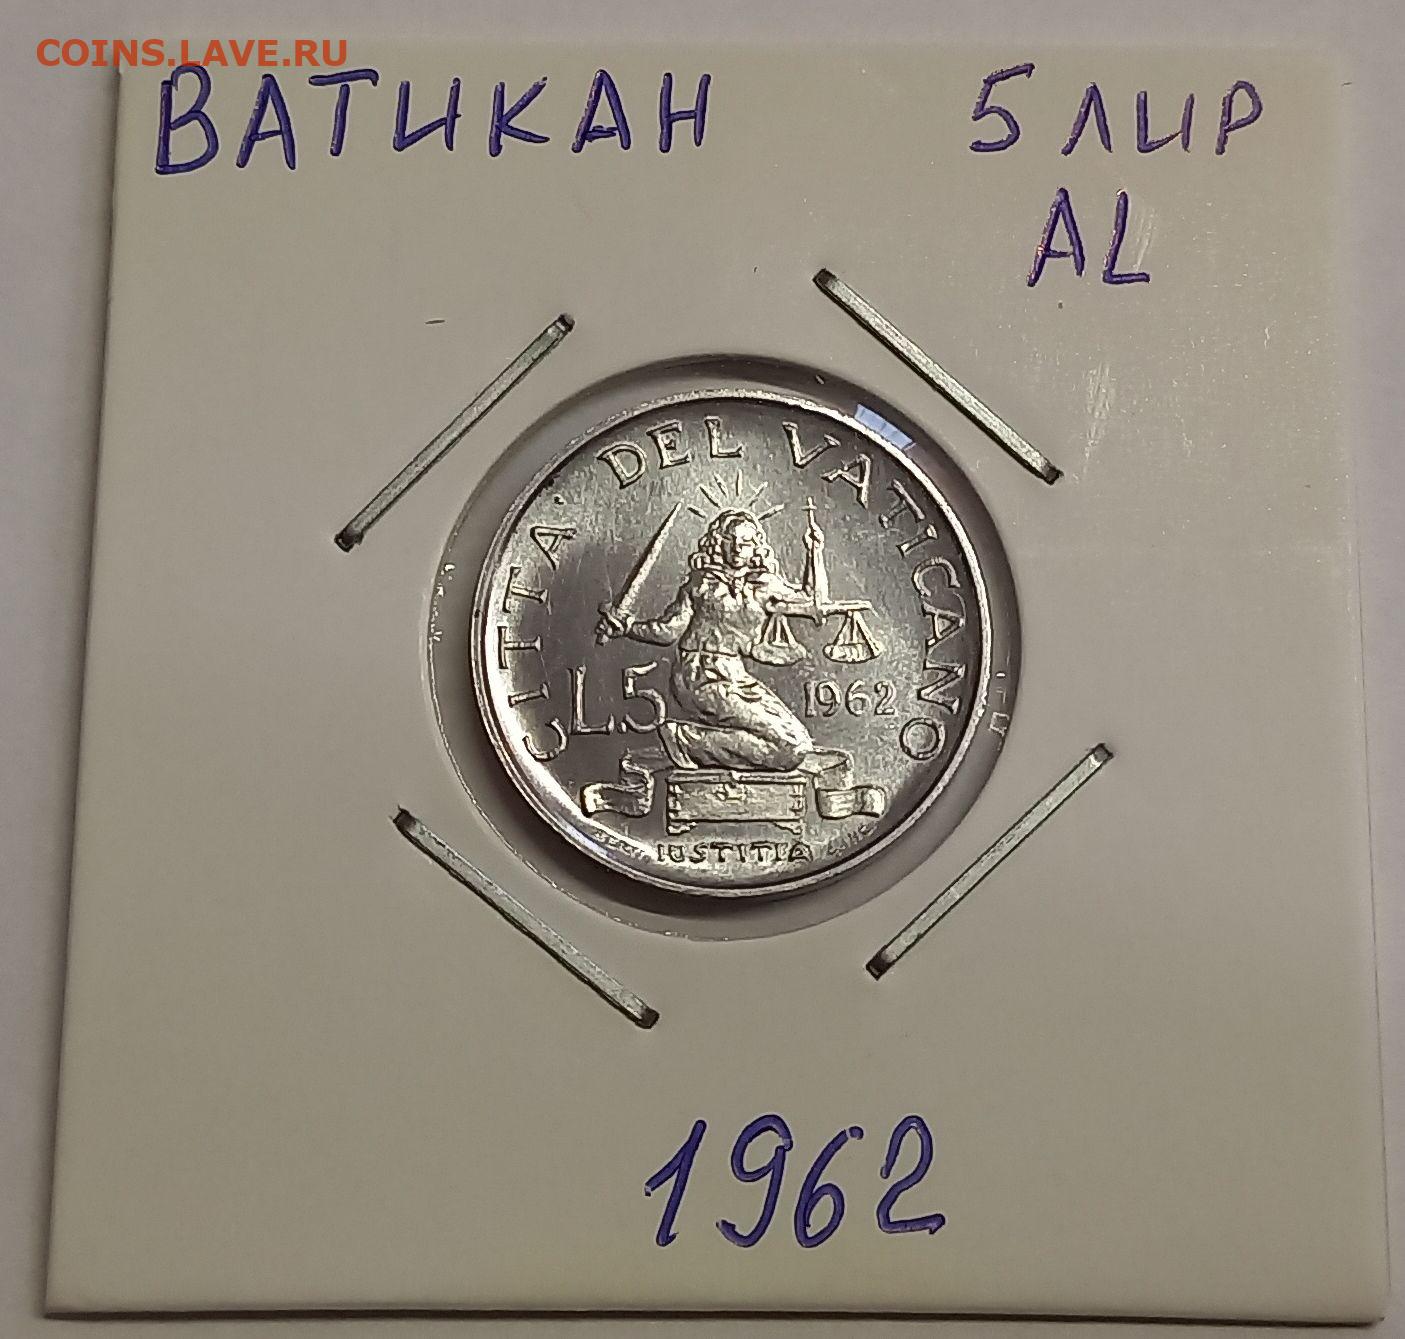 COINS.LAVE.RU
ВАТИКАН 5 ЛИР
AL
CITTA' DEL VATICANO
L.5 1962
IUSTITIA
1962